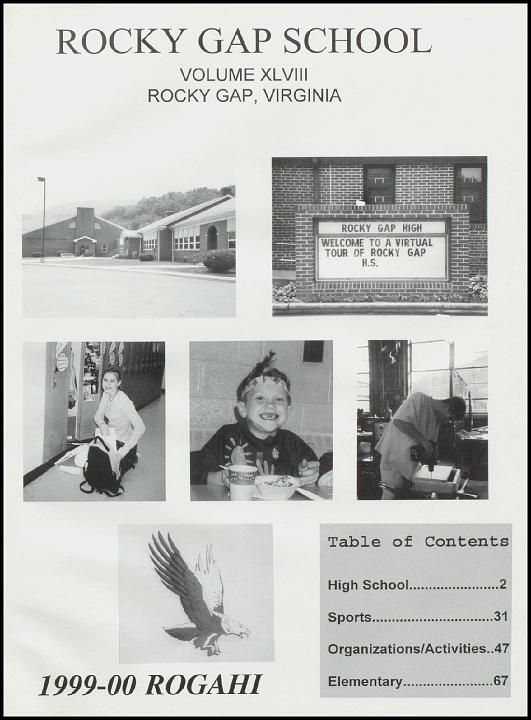 ROCKY GAP SCHOOL
VOLUME XLVIII
ROCKY GAP, VIRGINIA
ROCKY GAP HIGH
WELCOME TO A VIRTUAL
TOUR OF ROCKY GAP
H.S.
Table of Contents
High School.......................2
Sports...............................31
Organizations/Activities..47
Elementary.......................67
1999-00 ROGAHI